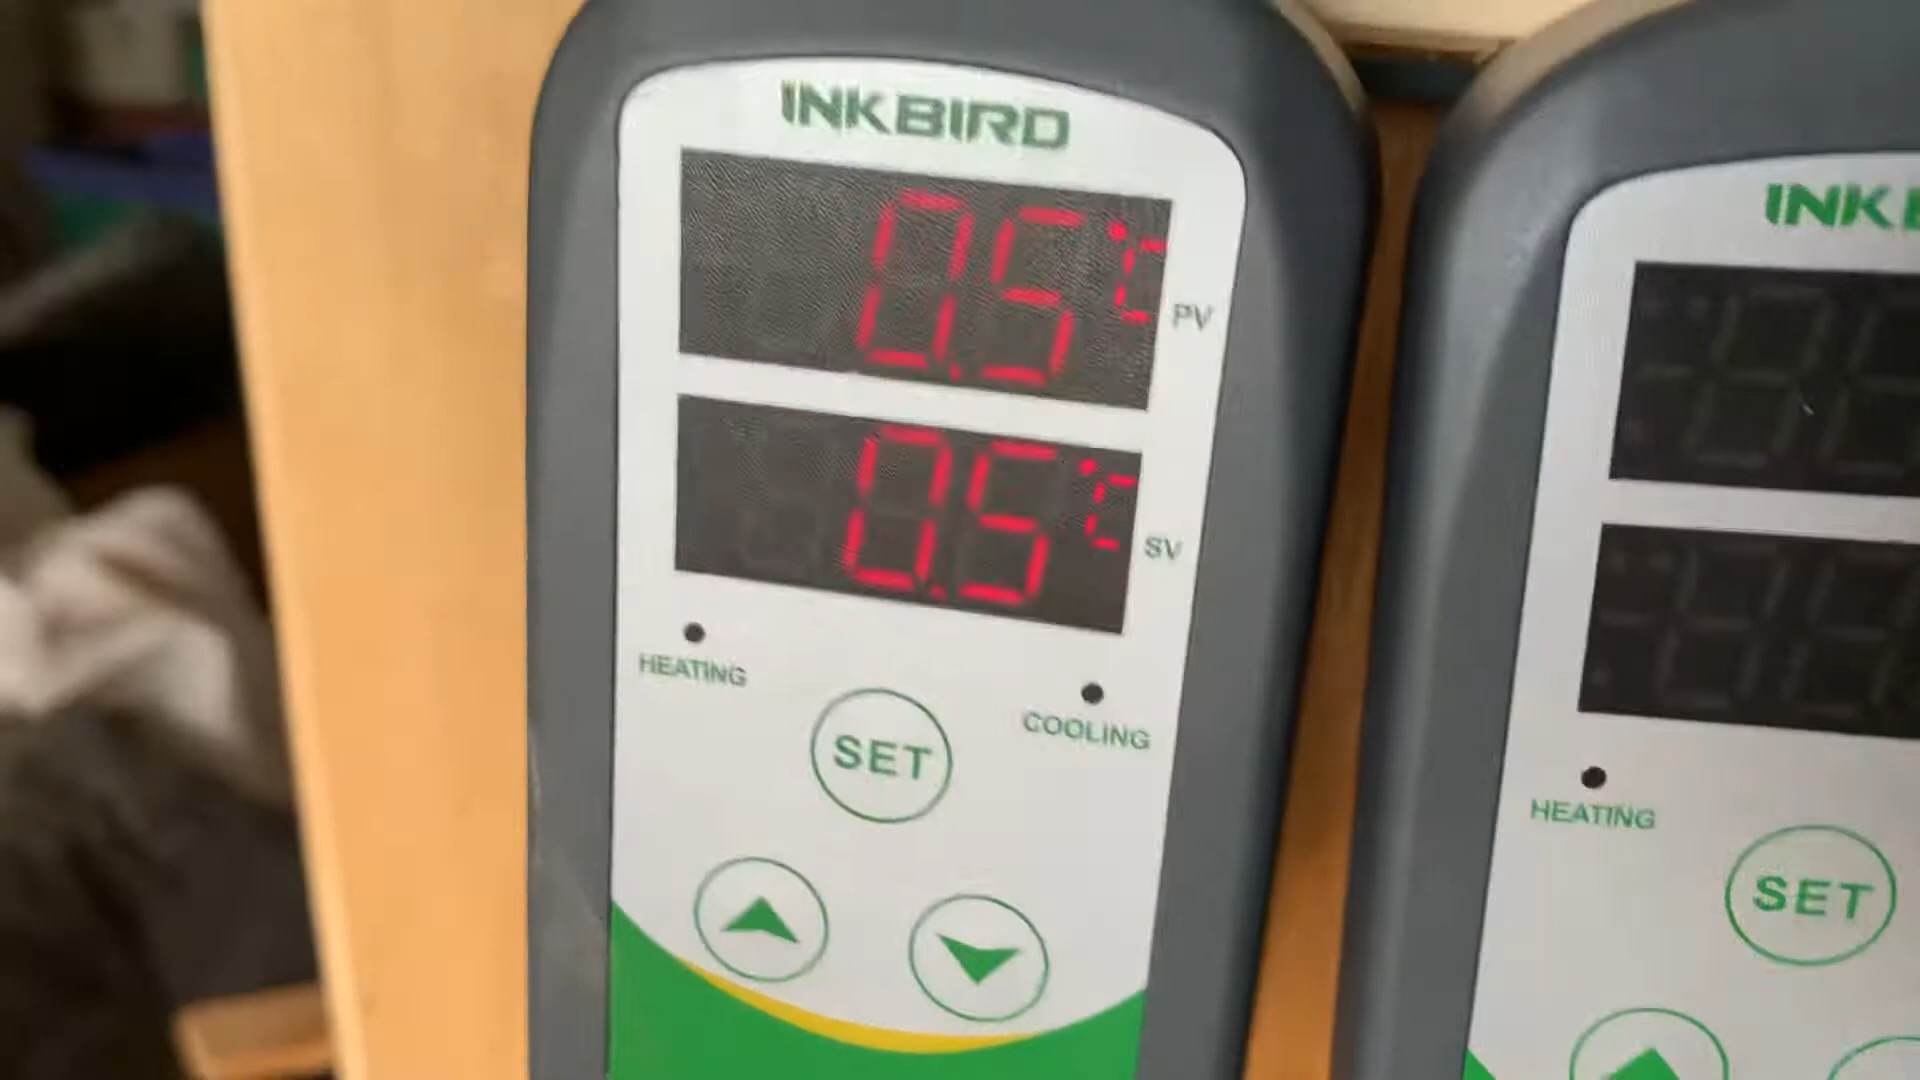 INKBIRD
0.5°C PV
0.5°C SV
HEATING
COOLING
SET
INK
HEATING
SET